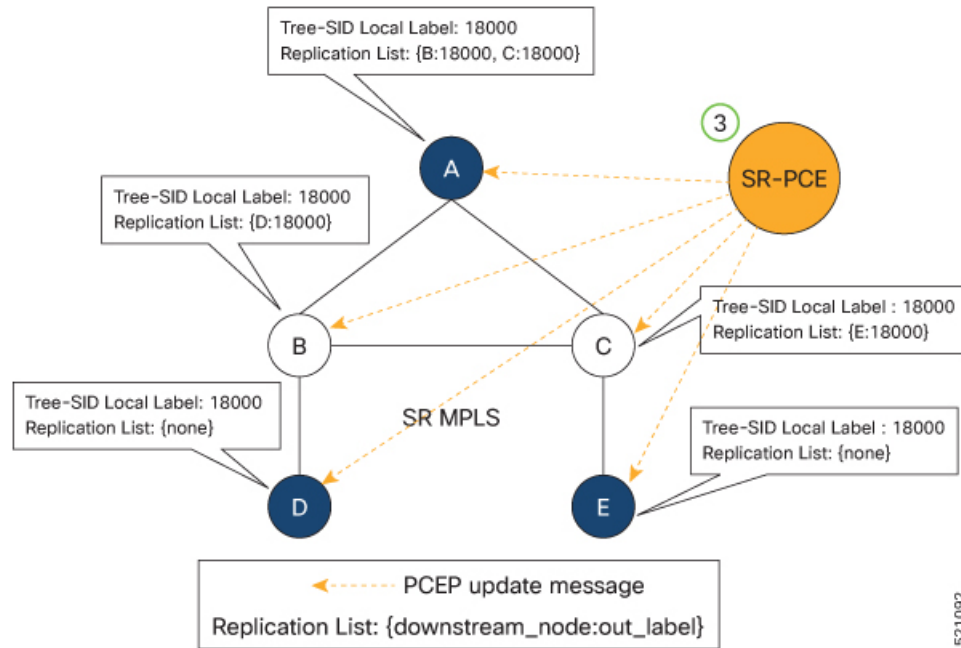 Tree-SID Local Label: 18000
Replication List: {B:18000, C:18000}
3
A
SR-PCE
Tree-SID Local Label: 18000
Replication List: {D:18000}
Tree-SID Local Label : 18000
Replication List: {E:18000}
B
C
Tree-SID Local Label: 18000
Replication List: {none}
SR MPLS
Tree-SID Local Label : 18000
Replication List: {none}
D
E
PCEP update message
Replication List: {downstream_node:out_label}
521092